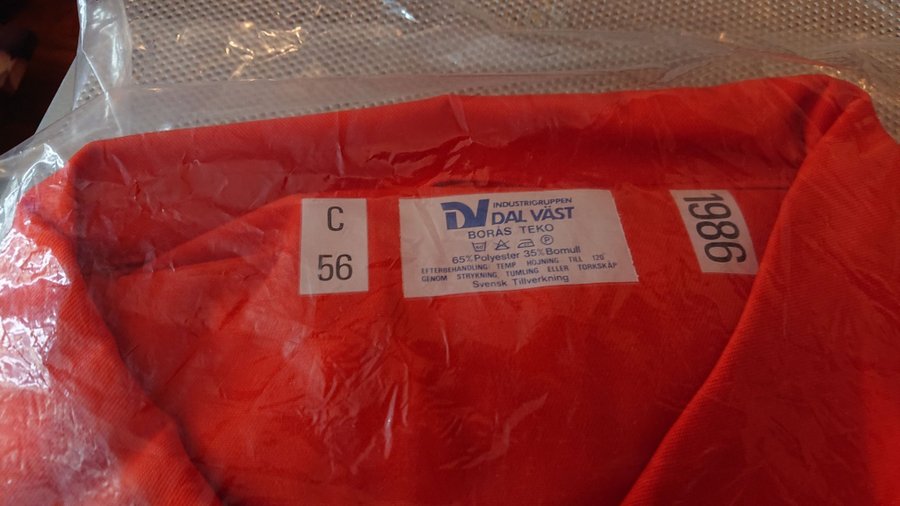 C
56
DV INDUSTRIGRUPPEN
DAL VÄST
BORÅS TEKO
65% Polyester 35% Bomull
EFTERBEHANDLING: TEMP HÖJNING TILL 120°
GENOM STRYKNING, TUMLING ELLER TORKSKÅP
Svensk Tillverkning
1986